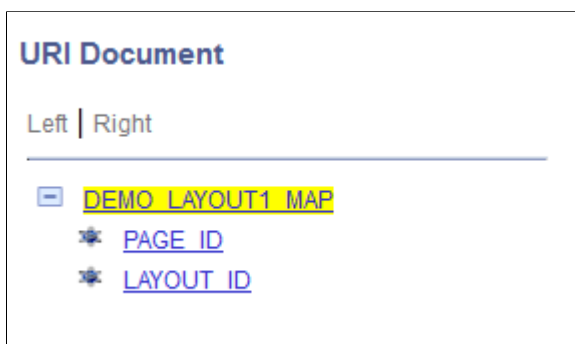 URI Document
Left | Right
DEMO_LAYOUT1_MAP
PAGE_ID
LAYOUT_ID